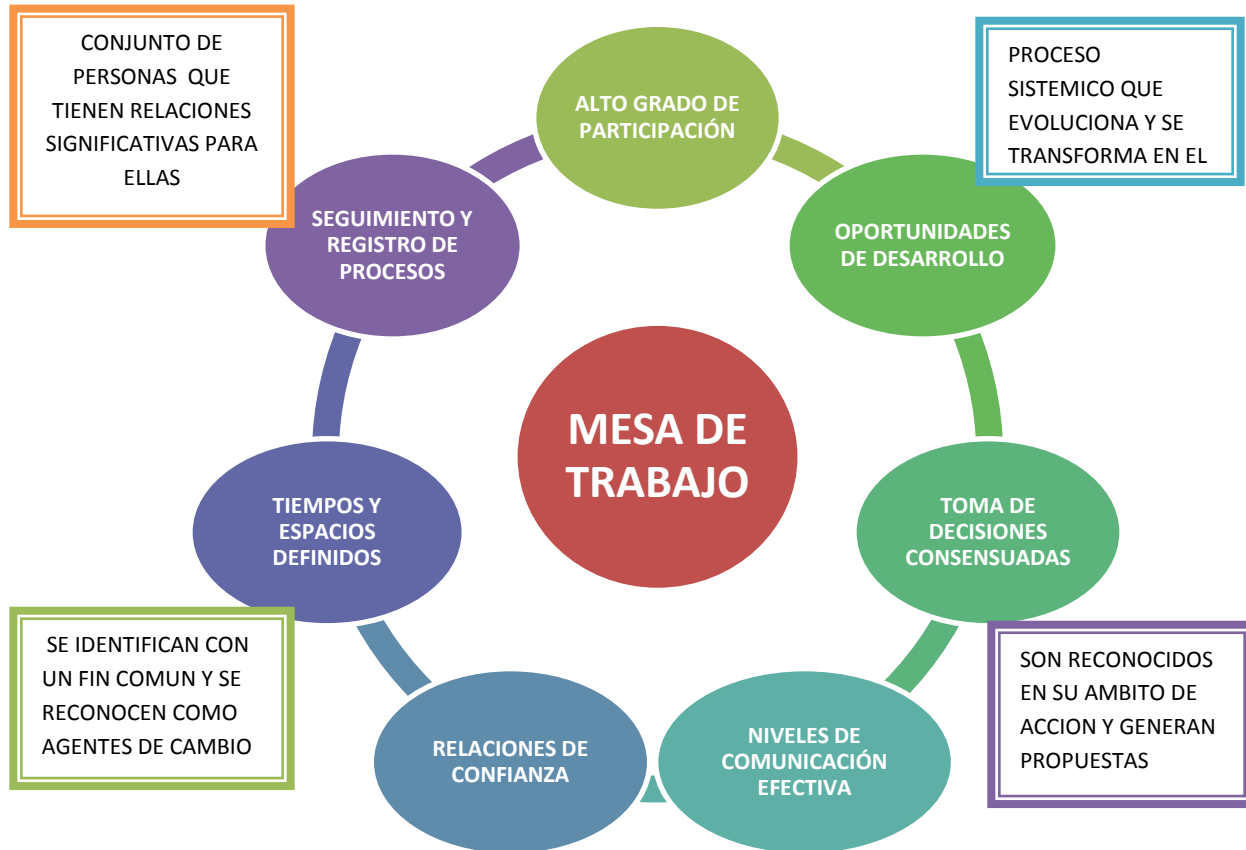 CONJUNTO DE
PERSONAS QUE
TIENEN RELACIONES
SIGNIFICATIVAS PARA
ELLAS
ALTO GRADO DE
PARTICIPACIÓN
PROCESO
SISTEMICO QUE
EVOLUCIONA Y SE
TRANSFORMA EN EL
SEGUIMIENTO Y
REGISTRO DE
PROCESOS
OPORTUNIDADES
DE DESARROLLO
MESA DE
TRABAJO
TIEMPOS Y
ESPACIOS
DEFINIDOS
TOMA DE
DECISIONES
CONSENSUADAS
SE IDENTIFICAN CON
UN FIN COMUN Y SE
RECONOCEN COMO
AGENTES DE CAMBIO
RELACIONES DE
CONFIANZA
NIVELES DE
COMUNICACIÓN
EFECTIVA
SON RECONOCIDOS
EN SU AMBITO DE
ACCION Y GENERAN
PROPUESTAS